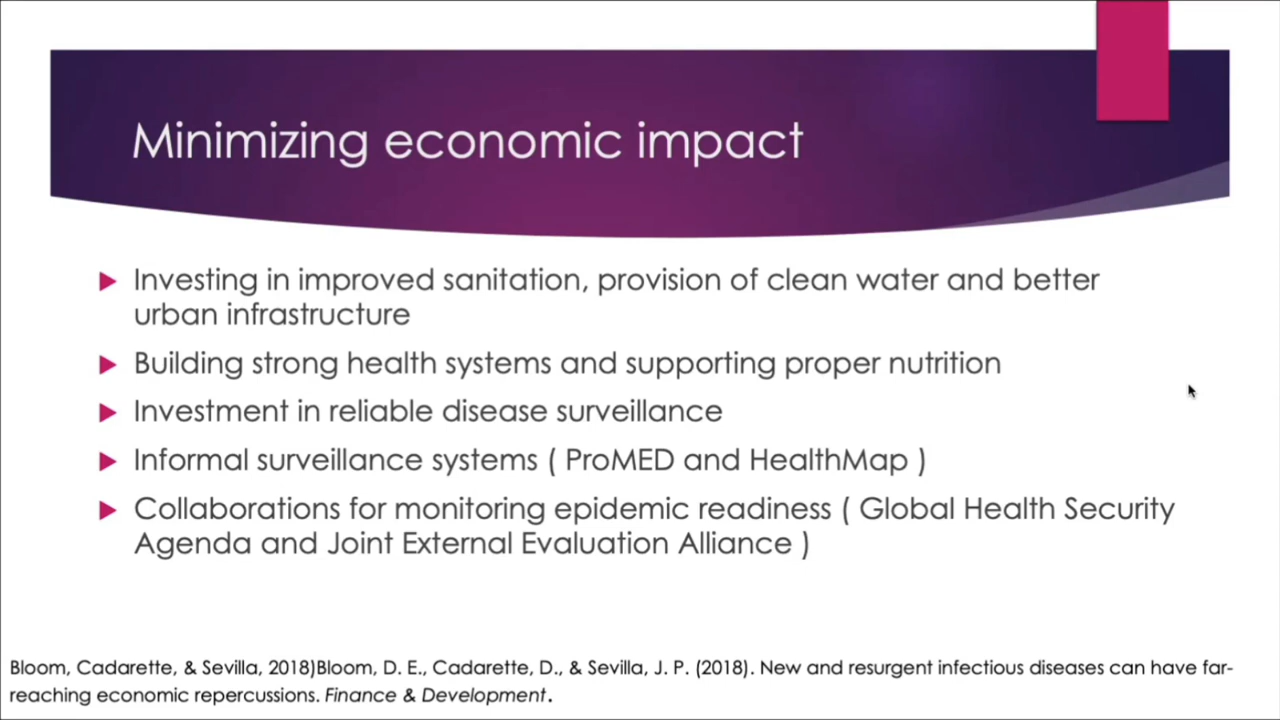 Minimizing economic impact
Investing in improved sanitation, provision of clean water and better
urban infrastructure
Building strong health systems and supporting proper nutrition
Investment in reliable disease surveillance
Informal surveillance systems ( ProMED and HealthMap )
Collaborations for monitoring epidemic readiness ( Global Health Security
Agenda and Joint External Evaluation Alliance )
Bloom, Cadarette, & Sevilla, 2018)Bloom, D. E., Cadarette, D., & Sevilla, J. P. (2018). New and resurgent infectious diseases can have far-
reaching economic repercussions. Finance & Development.